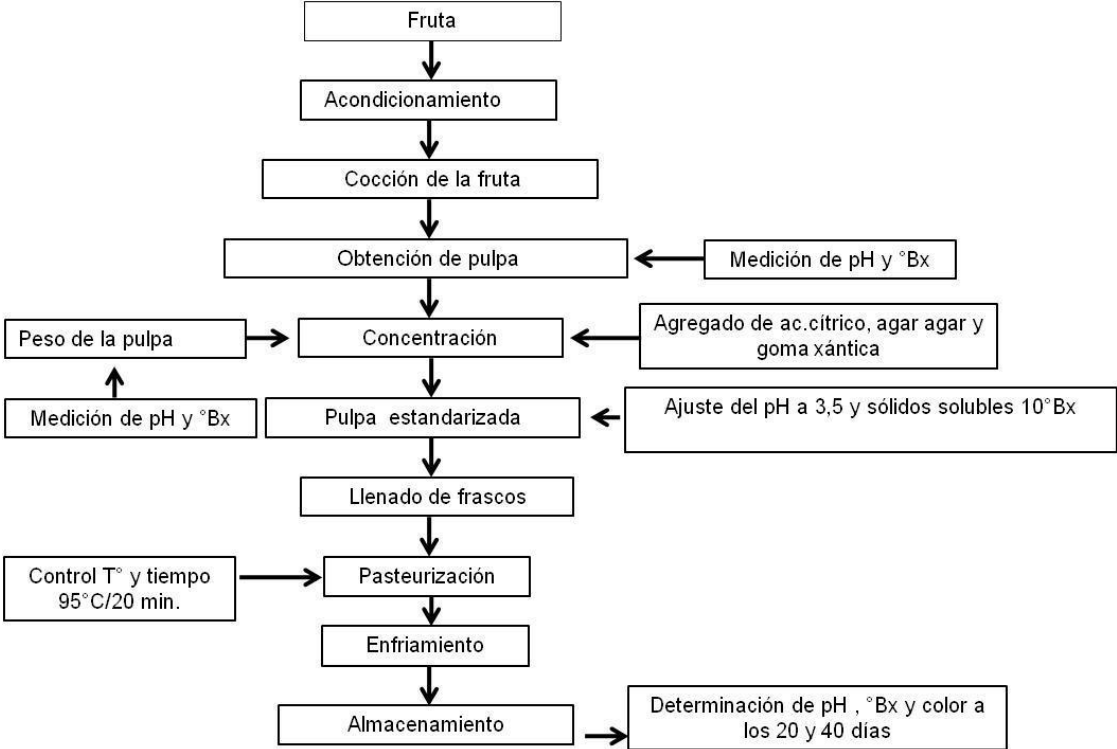 Fruta
Acondicionamiento
Cocción de la fruta
Obtención de pulpa
Medición de pH y °Bx
Peso de la pulpa
Concentración
Agregado de ac.cítrico, agar agar y
goma xántica
Medición de pH y °Bx
Pulpa estandarizada
Ajuste del pH a 3,5 y sólidos solubles 10°Bx
Llenado de frascos
Control T° y tiempo
95°C/20 min.
Pasteurización
Enfriamiento
Almacenamiento
Determinación de pH , °Bx y color a
los 20 y 40 días